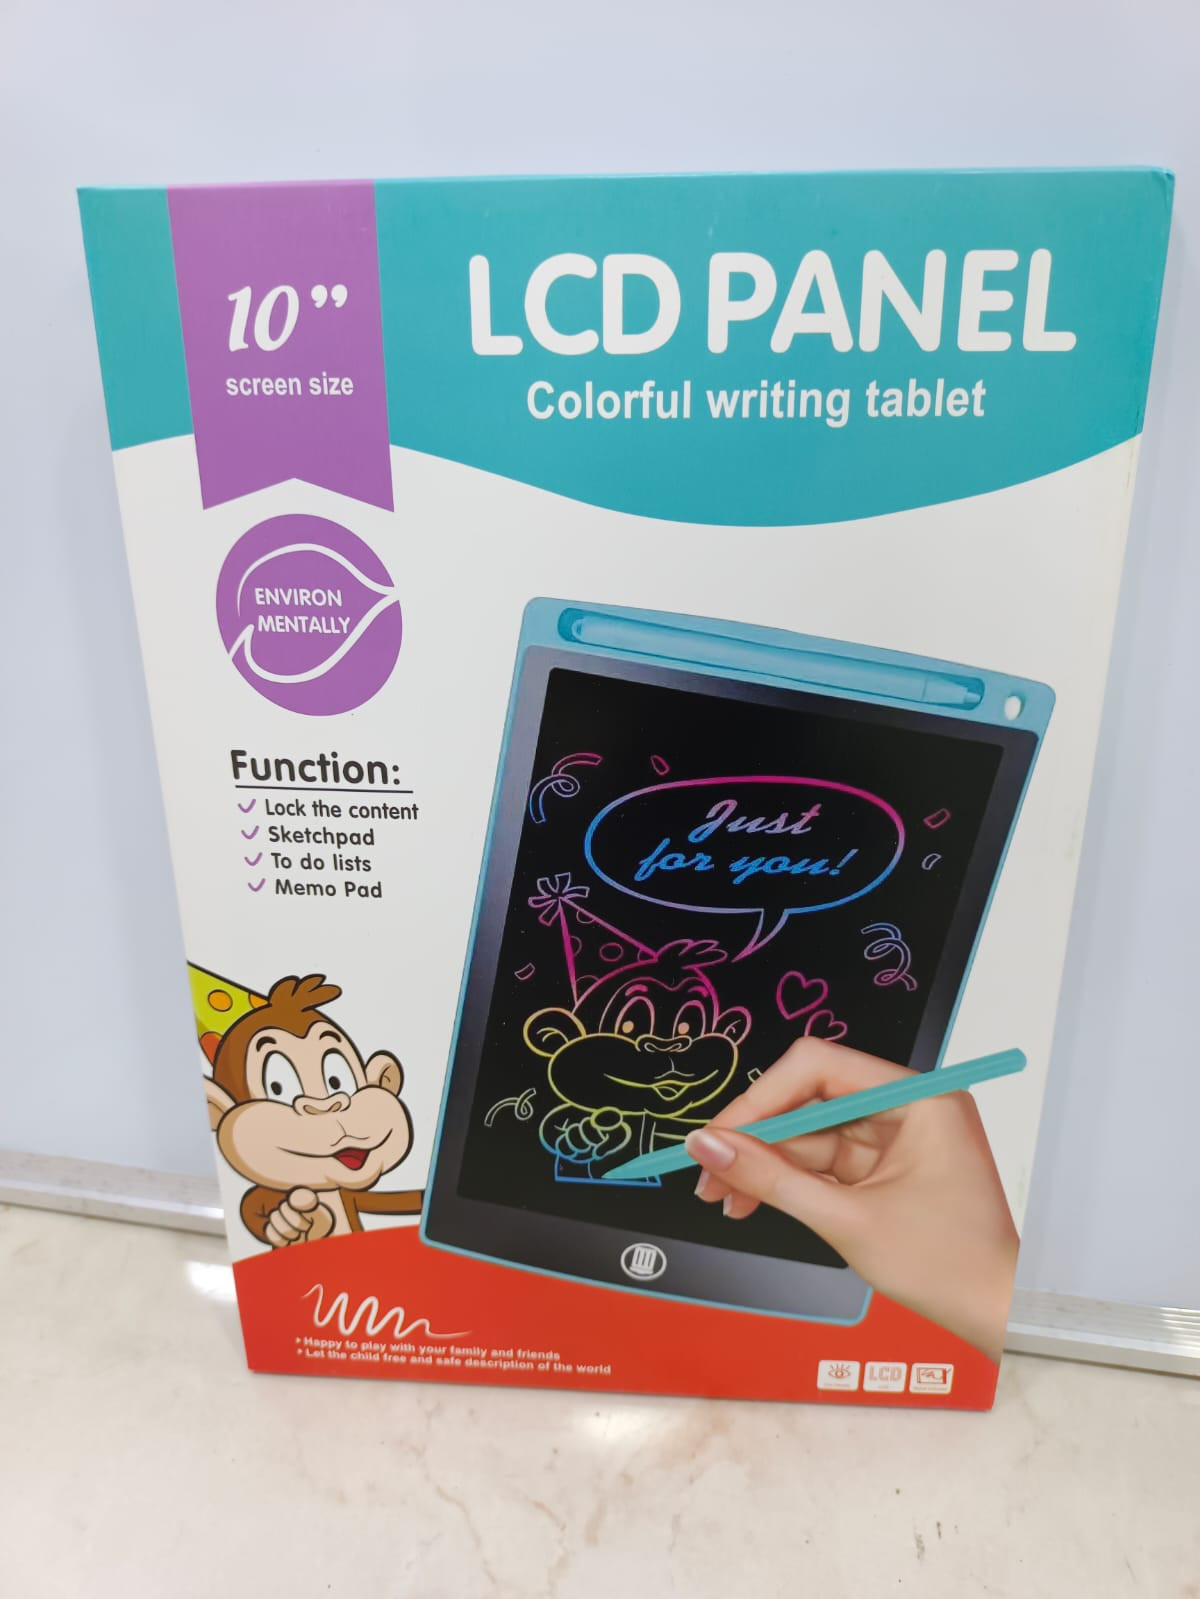 10”
screen size
LCD PANEL
Colorful writing tablet
ENVIRON
MENTALLY
Function:
Lock the content
Sketchpad
To do lists
Memo Pad
Just
for you!
Happy to play with your family and friends
Let the child free and safe description of the world
LCD